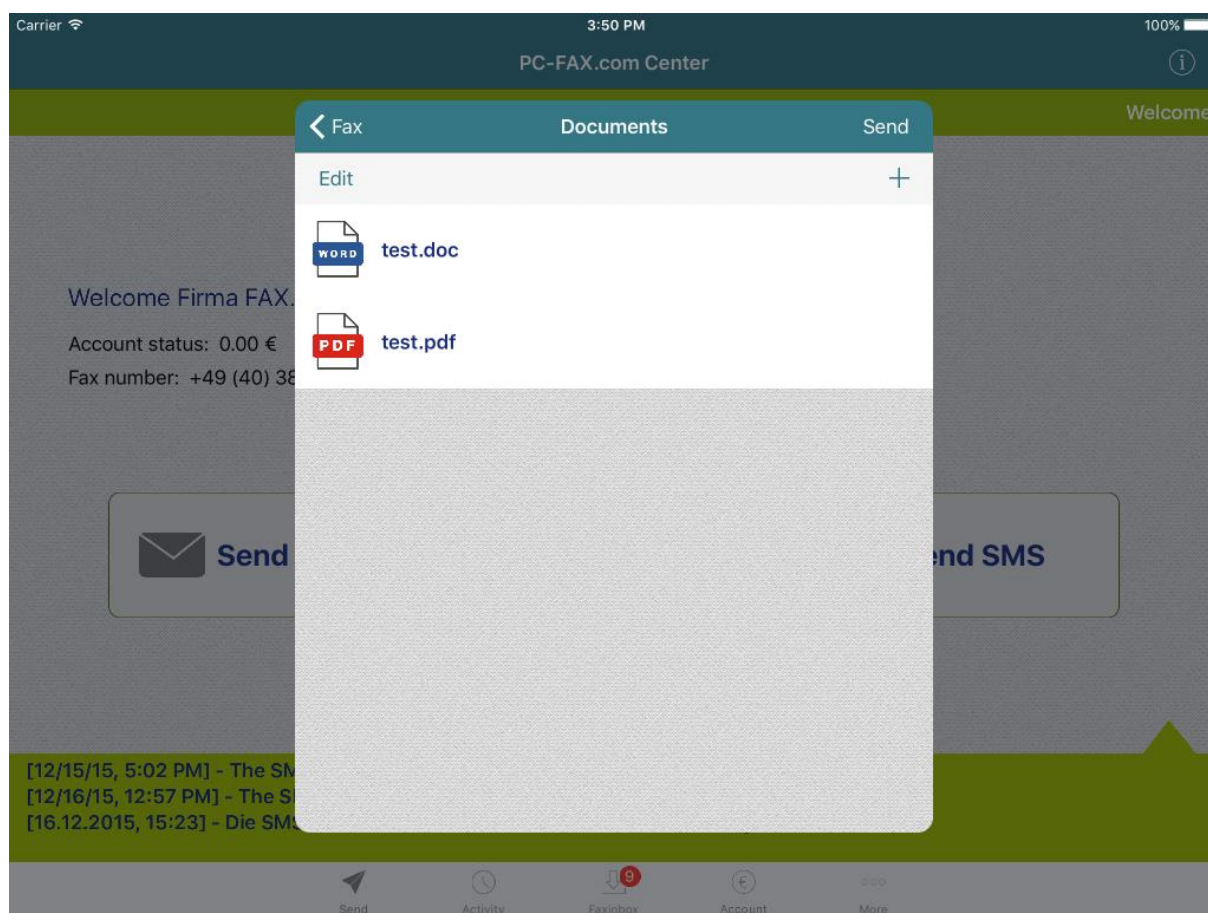 Carrier 3:50 PM 100%
PC-FAX.com Center
Welcome
Fax Documents Send
Edit +
WORD test.doc
PDF test.pdf
Welcome Firma FAX.
Account status: 0.00 €
Fax number: +49 (40) 38
Send
end SMS
[12/15/15, 5:02 PM] - The SM
[12/16/15, 12:57 PM] - The S
[16.12.2015, 15:23] - Die SMS
9
Send Activity Faxinbox Account More